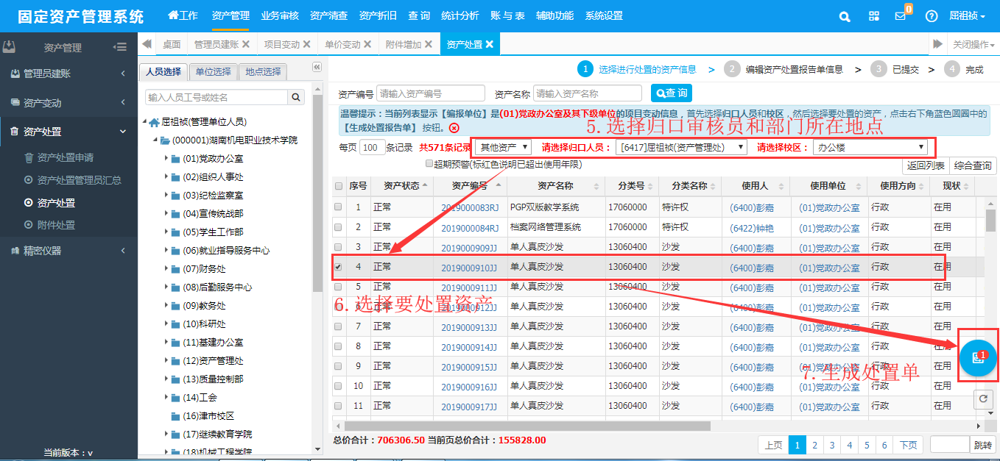 固定资产管理系统 工作 资产管理 业务审核 资产清查 资产折旧 查 询 统计分析 账 与 表 辅助功能 系统设置 0 屈祖祯
资产管理
管理员建账
资产变动
资产处置
资产处置申请
资产处置管理员汇总
资产处置
附件处置
精密仪器
当前版本：v
桌面 管理员建账 项目变动 单价变动 附件增加 资产处置 关闭操作
人员选择 单位选择 地点选择
输入人员工号或姓名
屈祖祯(管理单位人员)
(000001)湖南机电职业技术学院
(01)党政办公室
(02)组织人事处
(03)纪检监察室
(04)宣传统战部
(05)学生工作部
(06)就业指导服务中心
(07)财务处
(08)后勤服务中心
(09)教务处
(10)科研处
(11)基建办公室
(12)资产管理处
(13)质量控制部
(14)工会
(16)津市校区
(17)继续教育学院
(18)机械工程学院
1 选择进行处置的资产信息 > 2 编辑资产处置报告单信息 > 3 已提交 > 4 完成
资产编号 请输入资产编号 资产名称 请输入资产名称 查 询
温馨提示：当前列表显示【编报单位】是(01)党政办公室及其下级单位的项目变动信息，首先选择归口人员和校区，然后选择要处置的资产，点击右下角蓝色圆圈中的
【生成处置报告单】 按钮。
5.选择归口审核员和部门所在地点
每页 100 条记录 共571条记录 其他资产 请选择归口人员： [6417]屈祖祯(资产管理处) 请选择校区： 办公楼
超期预警(标红色说明已超出使用年限) 返回列表 综合查询
序号 资产状态 资产编号 资产名称 分类号 分类名称 使用人 使用单位 使用方向 现状
1 正常 2019000083RJ PGP双版教学系统 17060000 特许权 (6400)彭嘉 (01)党政办公室 行政 在用
2 正常 2019000084RJ 档案网络管理系统 17060000 特许权 (6422)钟艳 (01)党政办公室 行政 在用
3 正常 2019000909JJ 单人真皮沙发 13060400 沙发 (6400)彭嘉 (01)党政办公室 行政 在用
4 正常 2019000910JJ 单人真皮沙发 13060400 沙发 (6400)彭嘉 (01)党政办公室 行政 在用
5 正常 2019000911JJ 单人真皮沙发 13060400 沙发 (6400)彭嘉 (01)党政办公室 行政 在用
6 正常 2019000912JJ 单人真皮沙发 13060400 沙发 (6400)彭嘉 (01)党政办公室 行政 在用
6.选择要处置资产
7 正常 2019000913JJ 单人真皮沙发 13060400 沙发 (6400)彭嘉 (01)党政办公室 行政 在用
8 正常 2019000914JJ 单人真皮沙发 13060400 沙发 (6400)彭嘉 (01)党政办公室 行政 在用
1
9 正常 2019000915JJ 单人真皮沙发 13060400 沙发 (6400)彭嘉 (01)党政办公室 行政 在用
7.生成处置单
10 正常 2019000916JJ 单人真皮沙发 13060400 沙发 (6400)彭嘉 (01)党政办公室 行政 在用
11 正常 2019000917JJ 单人真皮沙发 13060400 沙发 (6400)彭嘉 (01)党政办公室 行政 在用
总价合计：706306.50 当前页总价合计：155828.00
上页 1 2 3 4 5 6 下页 跳转